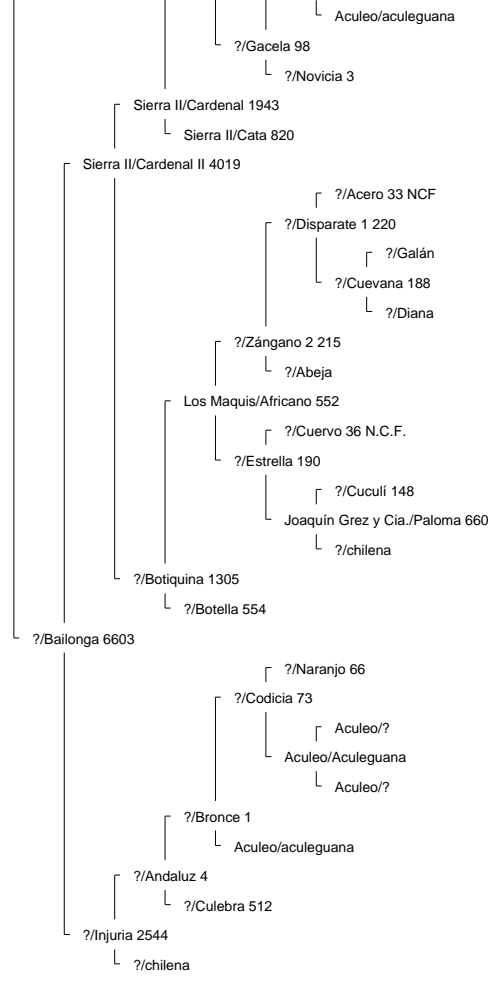 Aculeo/aculeguana
?/Gacela 98
?/Novicia 3
Sierra II/Cardenal 1943
Sierra II/Cata 820
Sierra II/Cardenal II 4019
?/Acero 33 NCF
?/Disparate 1 220
?/Galán
?/Cuevana 188
?/Diana
?/Zángano 2 215
?/Abeja
Los Maquis/Africano 552
?/Cuervo 36 N.C.F.
?/Estrella 190
?/Cuculí 148
Joaquín Grez y Cia./Paloma 660
?/chilena
?/Botiquina 1305
?/Botella 554
?/Bailonga 6603
?/Naranjo 66
?/Codicia 73
Aculeo/?
Aculeo/Aculeguana
Aculeo/?
?/Bronce 1
Aculeo/aculeguana
?/Andaluz 4
?/Culebra 512
?/Injuria 2544
?/chilena